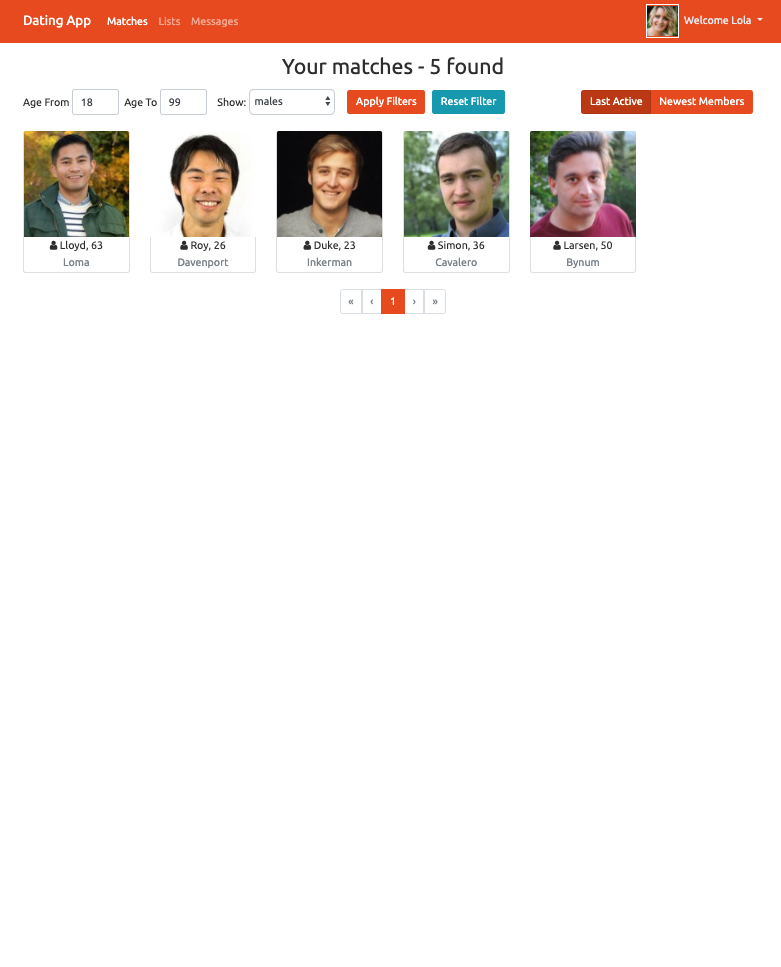 Dating App Matches Lists Messages Welcome Lola
Your matches - 5 found
Age From 18 Age To 99 Show: males Apply Filters Reset Filter Last Active Newest Members
Lloyd, 63 Roy, 26 Duke, 23 Simon, 36 Larsen, 50
Loma Davenport Inkerman Cavalero Bynum
« ‹ 1 › »